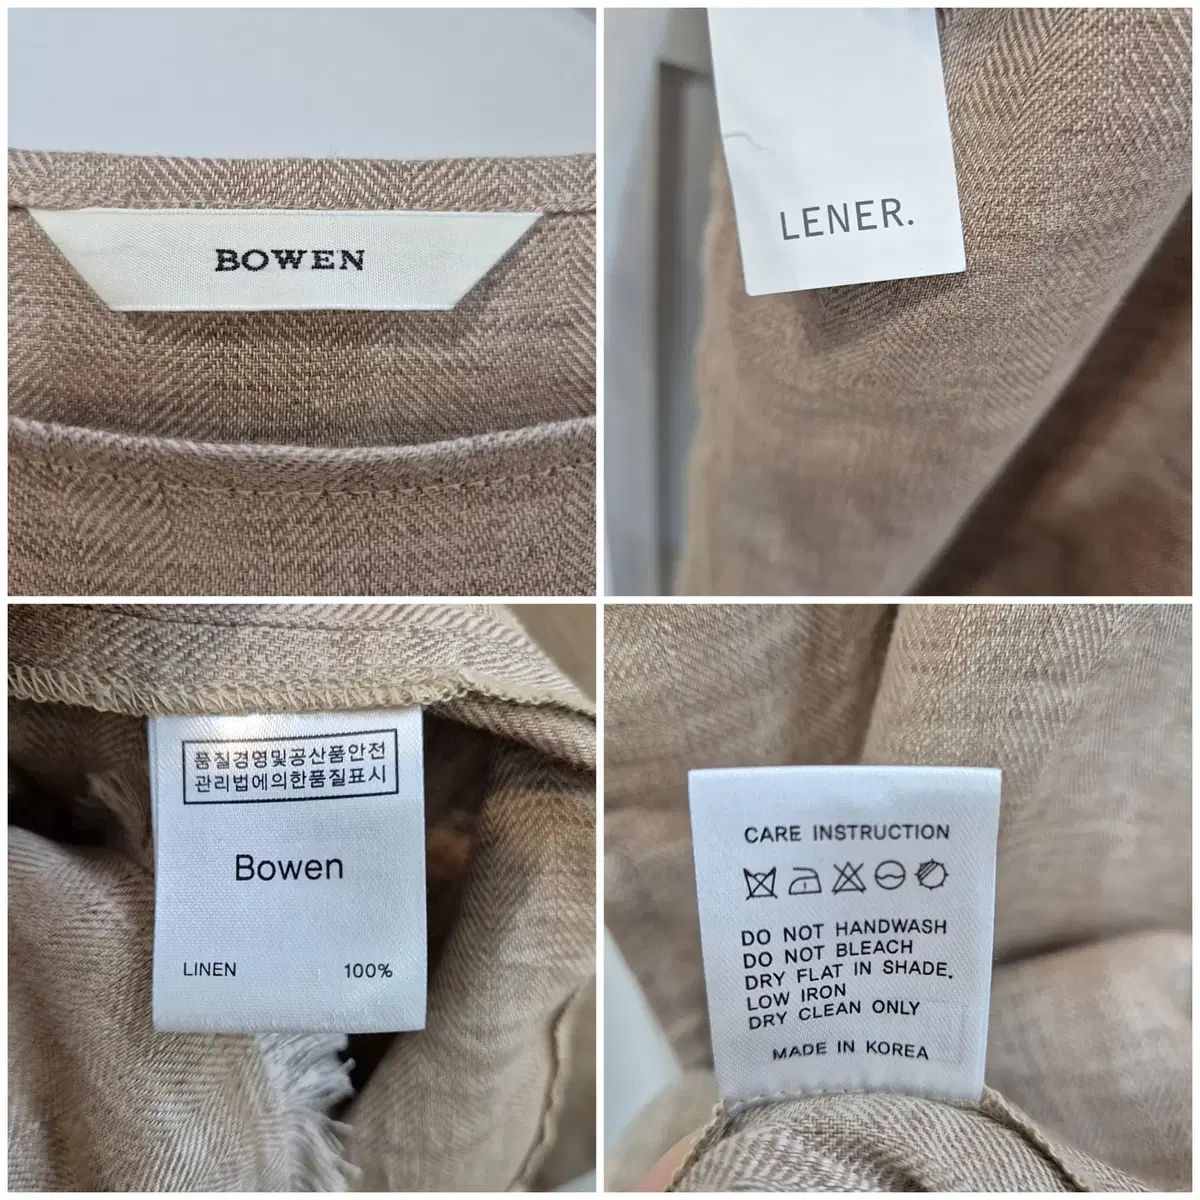 BOWEN
LENER.
품질경영및공산품안전
관리법에의한품질표시
Bowen
LINEN 100%
CARE INSTRUCTION
DO NOT HANDWASH
DO NOT BLEACH
DRY FLAT IN SHADE.
LOW IRON
DRY CLEAN ONLY
MADE IN KOREA